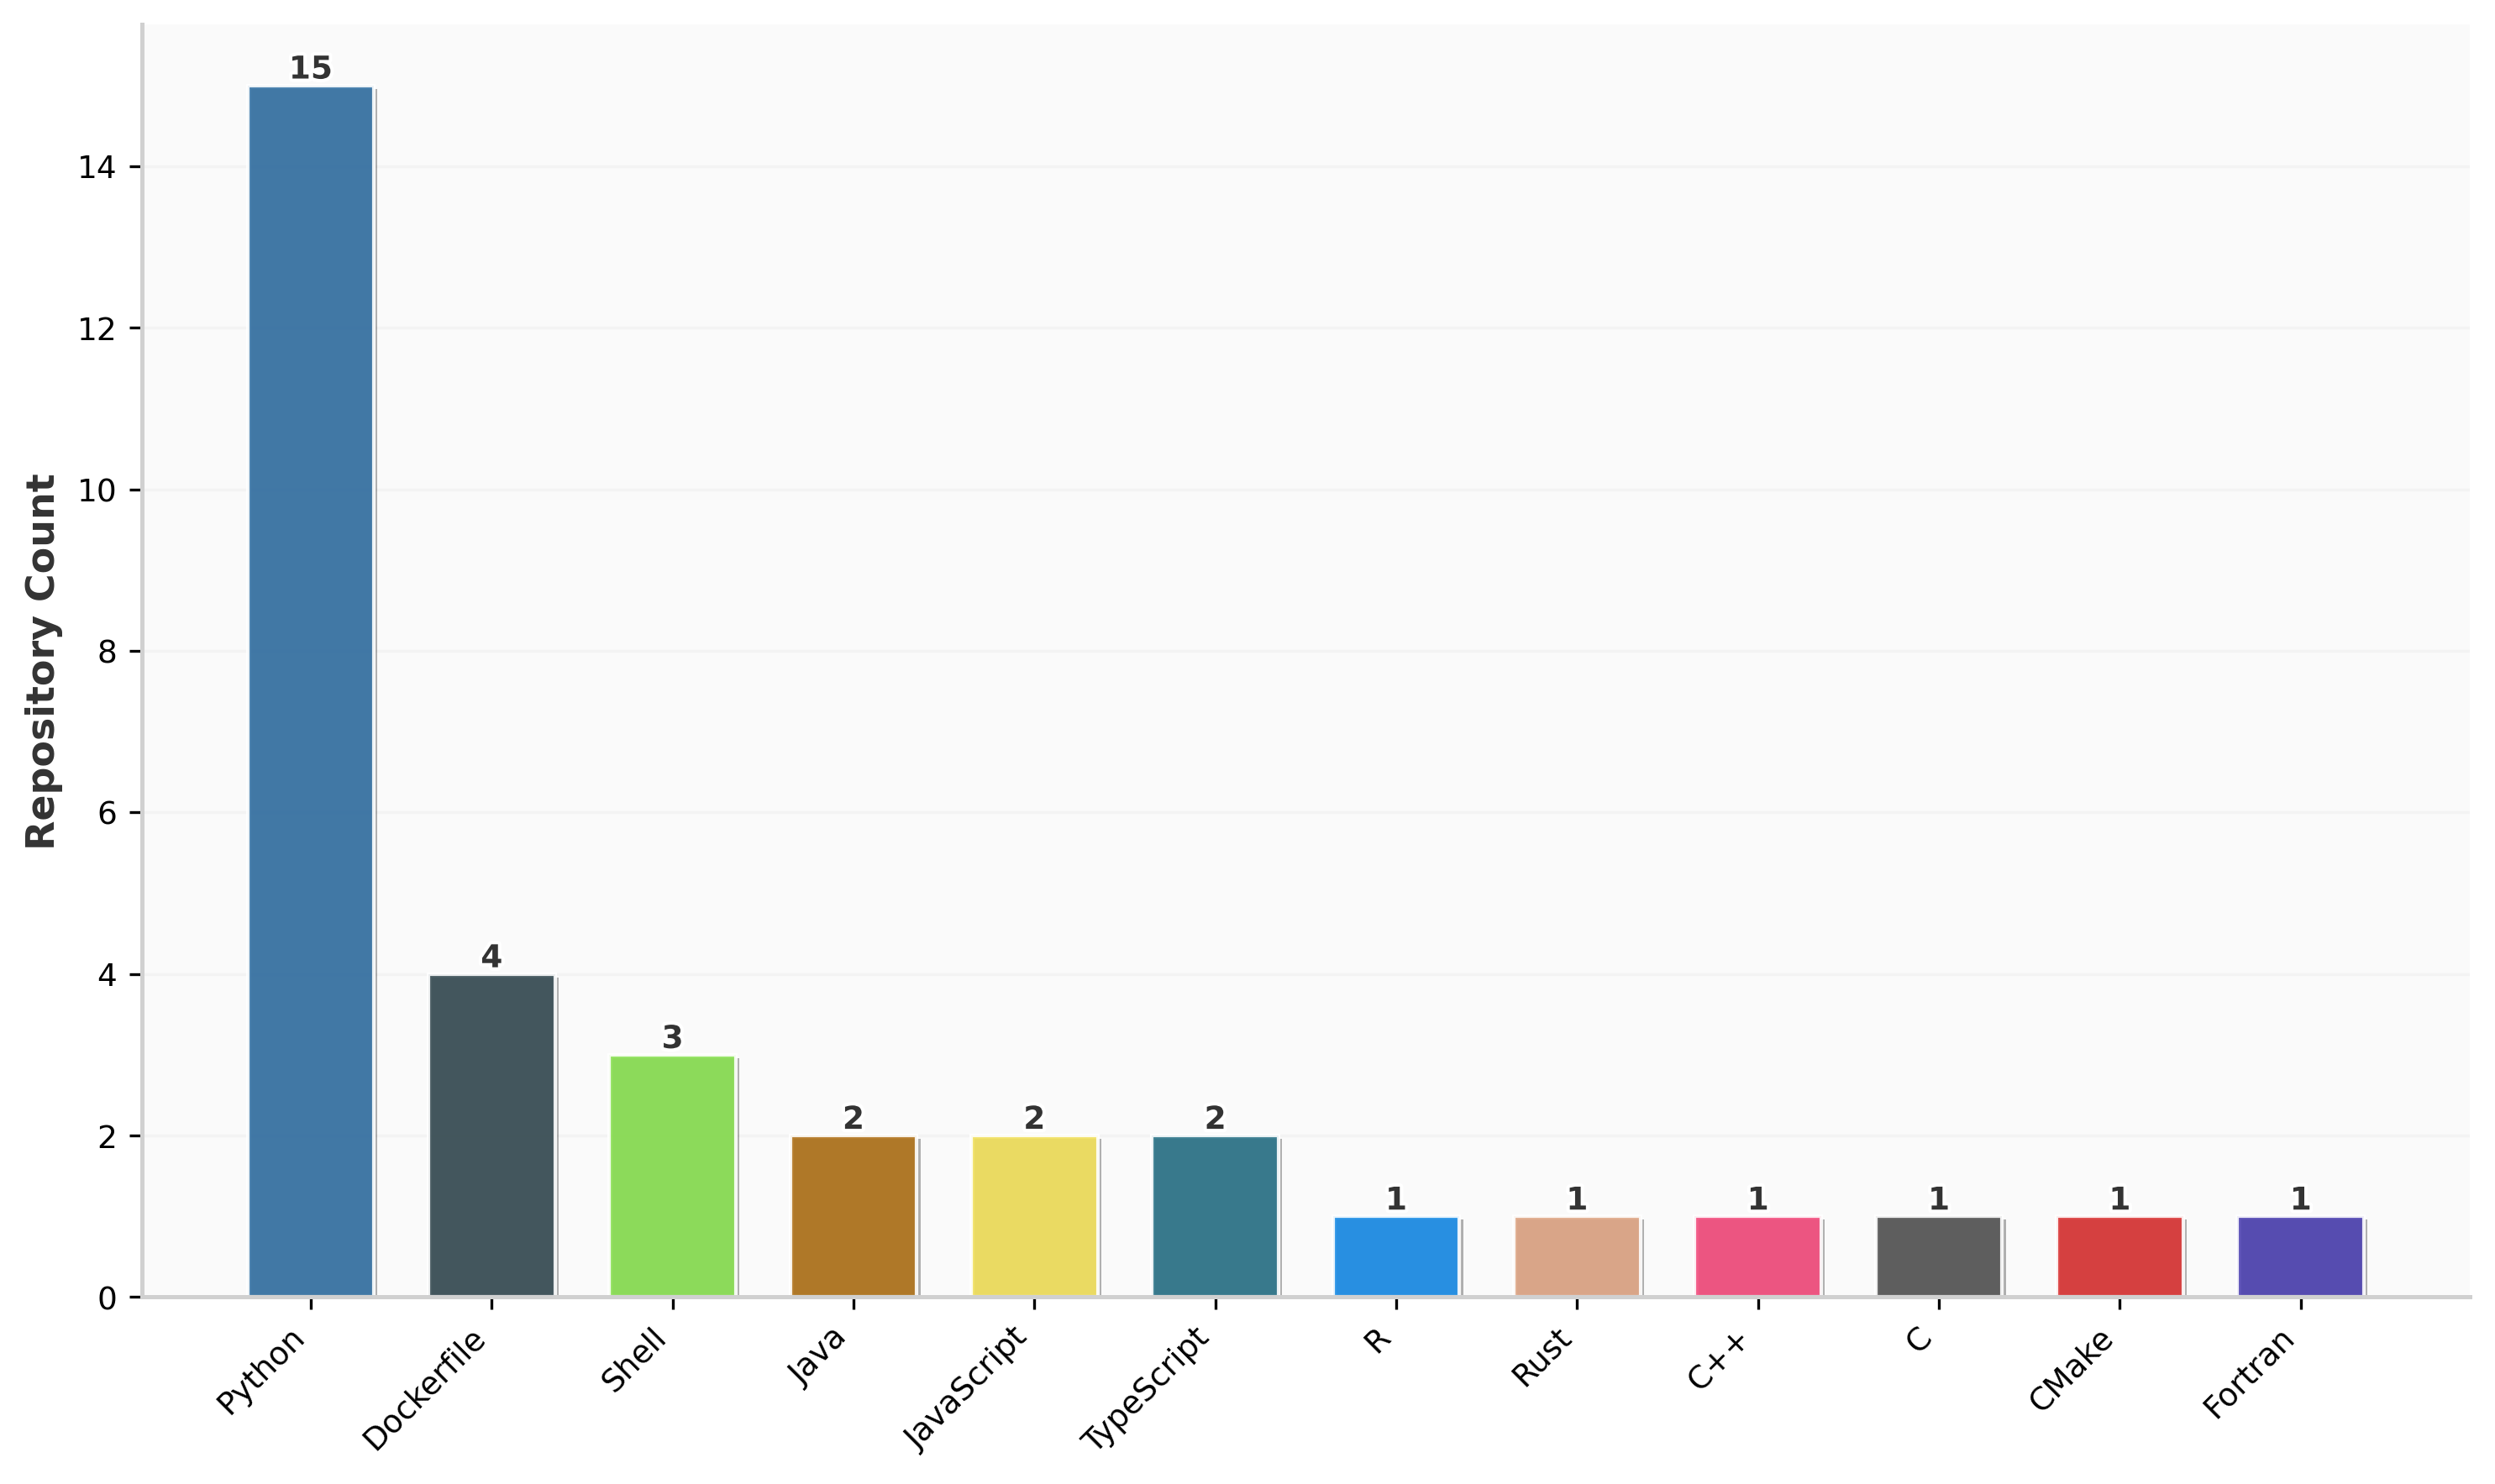 Repository Count
14
12
10
8
6
4
2
0
15
4
3
2
2
2
1
1
1
1
1
1
Python
Dockerfile
Shell
Java
JavaScript
TypeScript
R
Rust
C++
C
CMake
Fortran